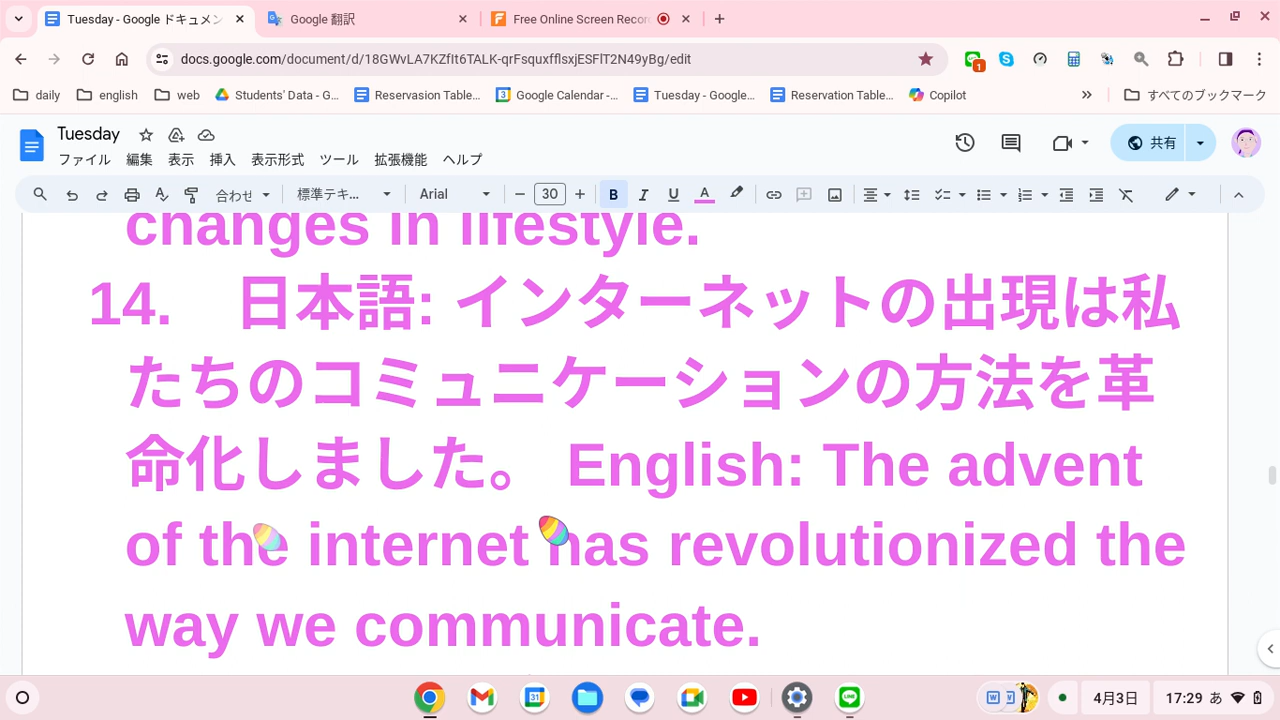 Tuesday - Google ドキュメン
Google 翻訳
Free Online Screen Recor
docs.google.com/document/d/
/edit
1
daily
english
web
Students' Data - G...
Reservasion Table...
Google Calendar -...
Tuesday - Google...
Reservation Table...
Copilot
すべてのブックマーク
Tuesday
ファイル 編集 表示 挿入 表示形式 ツール 拡張機能 ヘルプ
共有
合わせ
標準テキ...
Arial
30
B I U A
changes in lifestyle.
14. 日本語: インターネットの出現は私
たちのコミュニケーションの方法を革
命化しました。 English: The advent
of the internet has revolutionized the
way we communicate.
4月3日
17:29 あ